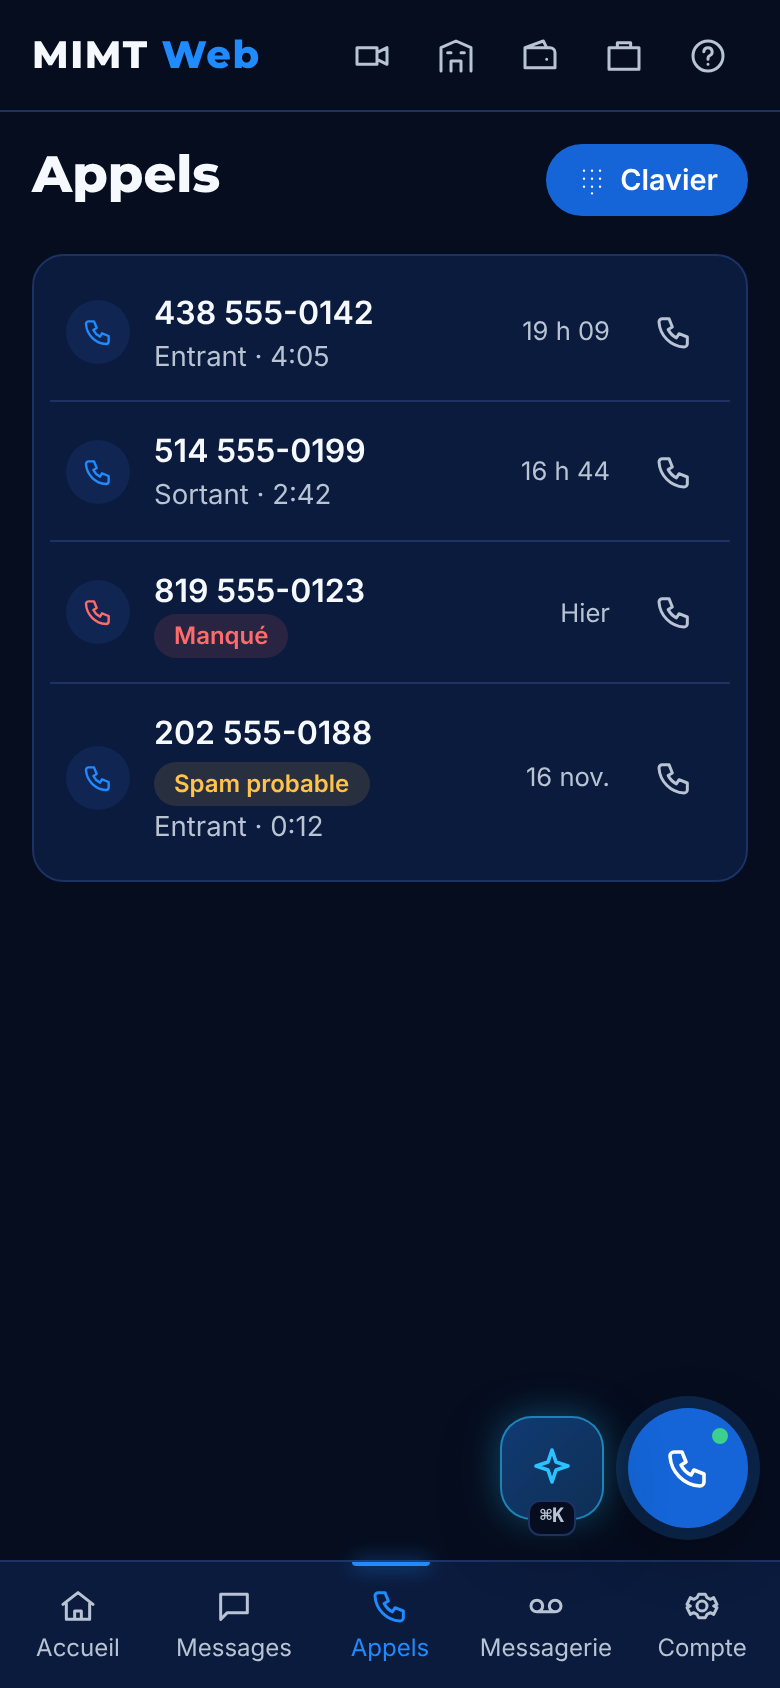 MIMT Web
Appels
Clavier
438 555-0142
Entrant · 4:05
19 h 09
514 555-0199
Sortant · 2:42
16 h 44
819 555-0123
Manqué
Hier
202 555-0188
Spam probable
Entrant · 0:12
16 nov.
⌘K
Accueil
Messages
Appels
Messagerie
Compte